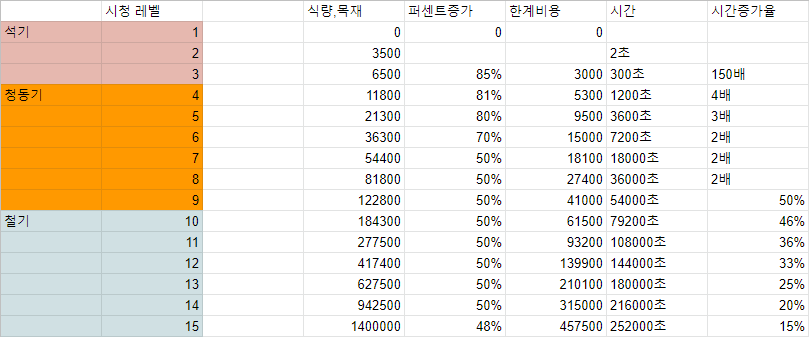 시청 레벨 식량,목재 퍼센트증가 한계비용 시간 시간증가율
석기 1 0 0 0
2 3500 2초
3 6500 85% 3000 300초 150배
청동기 4 11800 81% 5300 1200초 4배
5 21300 80% 9500 3600초 3배
6 36300 70% 15000 7200초 2배
7 54400 50% 18100 18000초 2배
8 81800 50% 27400 36000초 2배
9 122800 50% 41000 54000초 50%
철기 10 184300 50% 61500 79200초 46%
11 277500 50% 93200 108000초 36%
12 417400 50% 139900 144000초 33%
13 627500 50% 210100 180000초 25%
14 942500 50% 315000 216000초 20%
15 1400000 48% 457500 252000초 15%